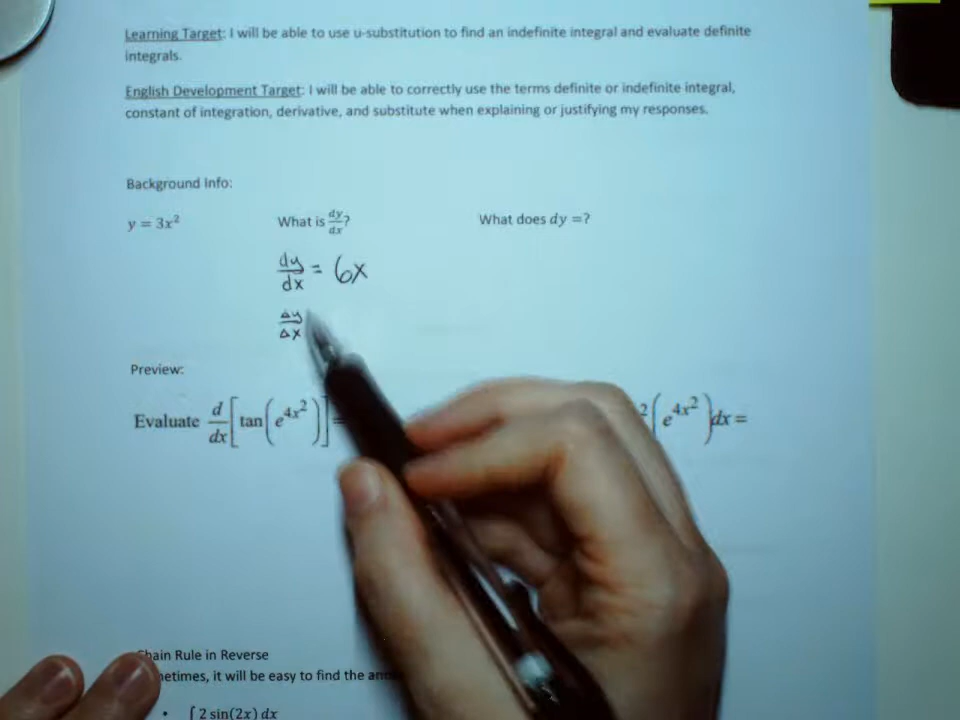 Learning Target: I will be able to use u-substitution to find an indefinite integral and evaluate definite
integrals.
English Development Target: I will be able to correctly use the terms definite or indefinite integral,
constant of integration, derivative, and substitute when explaining or justifying my responses.
Background Info:
y = 3x² What is dy/dx? What does dy =?
dy/dx = 6x
Δy/Δx
Preview:
Evaluate d/dx[tan(e^{4x²})]= ²(e^{4x²})dx =
Chain Rule in Reverse
, it will be easy to find the
• ∫ 2 sin(2x) dx